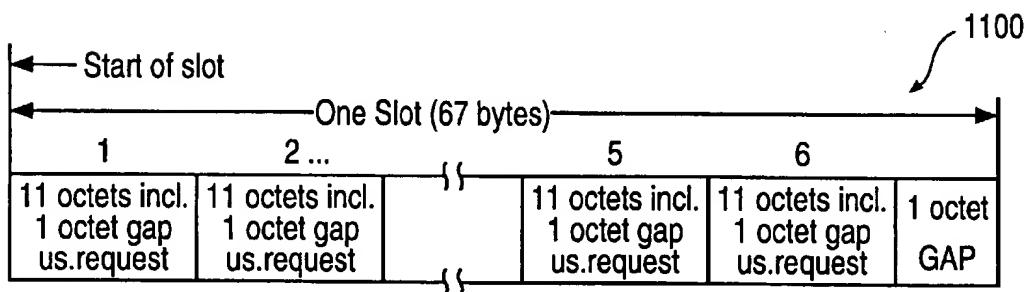 1100
Start of slot
One Slot (67 bytes)
1 2 ... 5 6
11 octets incl. 11 octets incl. 11 octets incl. 11 octets incl. 1 octet
1 octet gap 1 octet gap 1 octet gap 1 octet gap GAP
us.request us.request us.request us.request